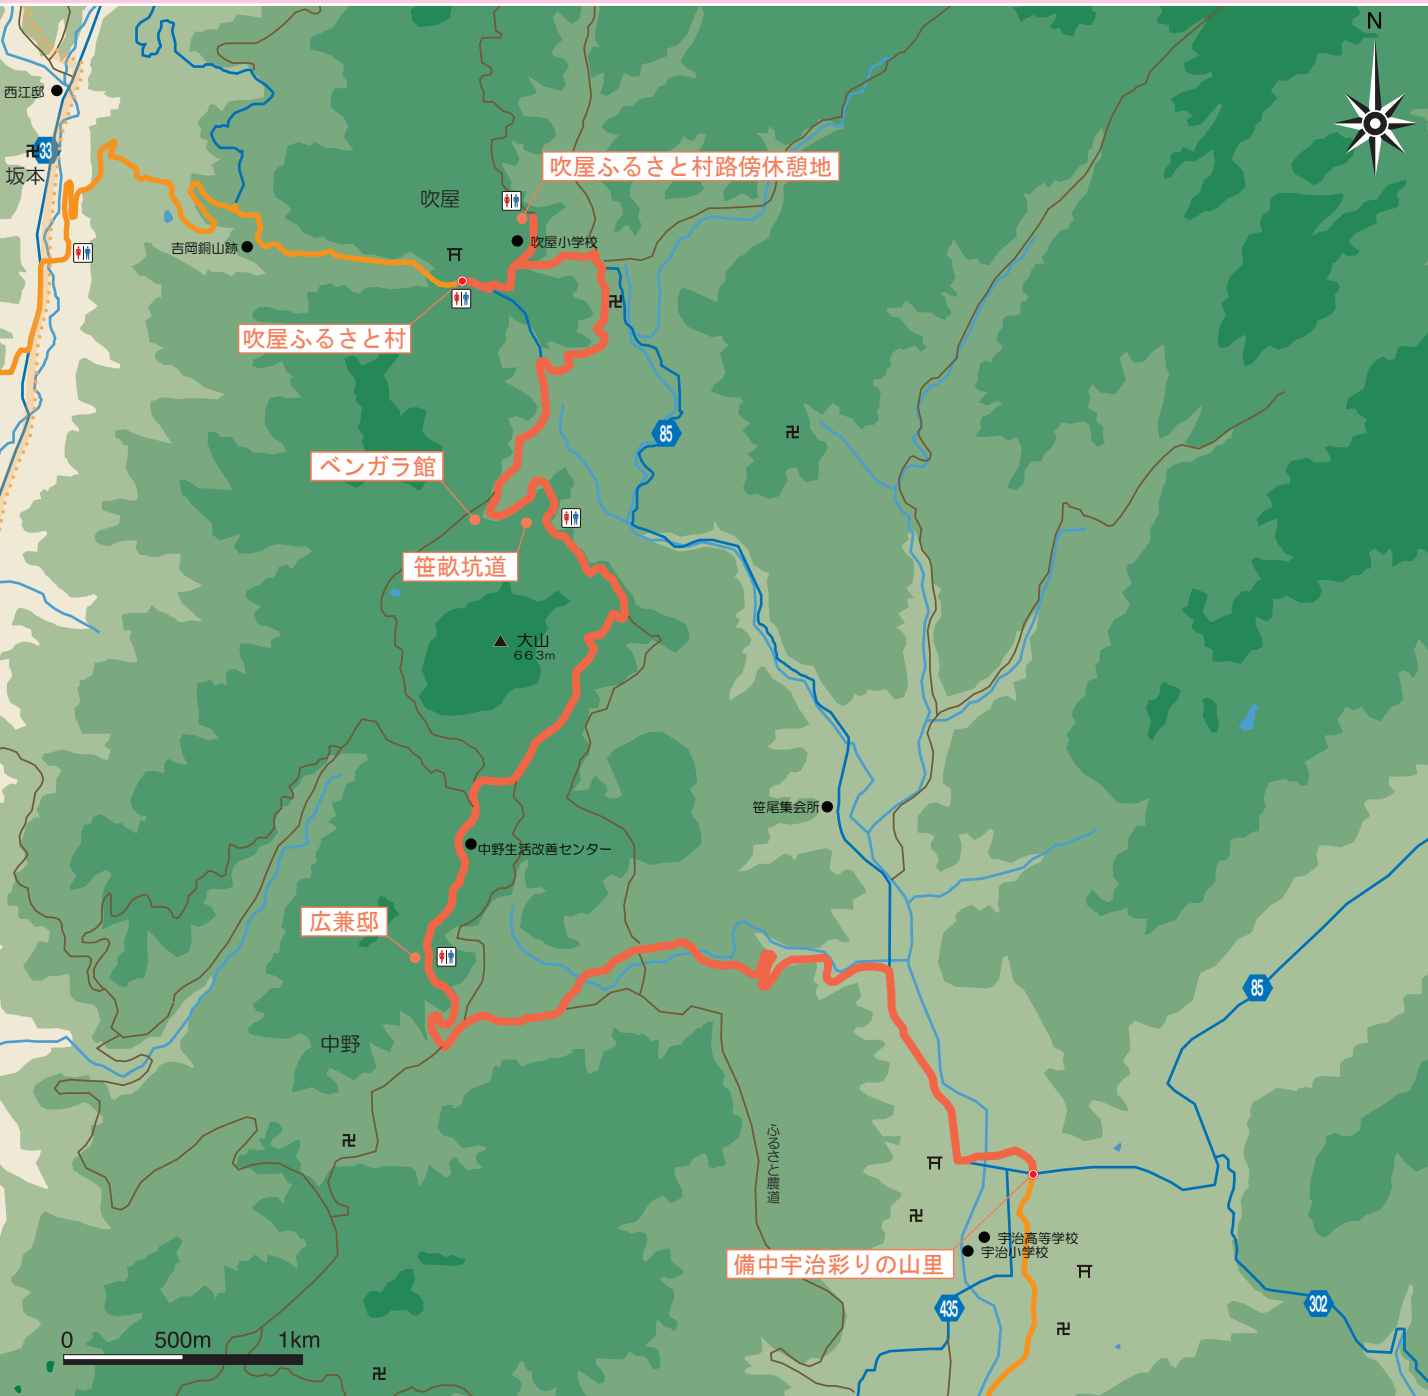 N
西江邸
33
坂本
吹屋ふるさと村路傍休憩地
吹屋
吹屋小学校
吉岡銅山跡
吹屋ふるさと村
85
ベンガラ館
笹畝坑道
大山
663m
笹尾集会所
中野生活改善センター
広兼邸
85
中野
ふるさと農道
宇治高等学校
宇治小学校
備中宇治彩りの山里
435
302
0 500m 1km